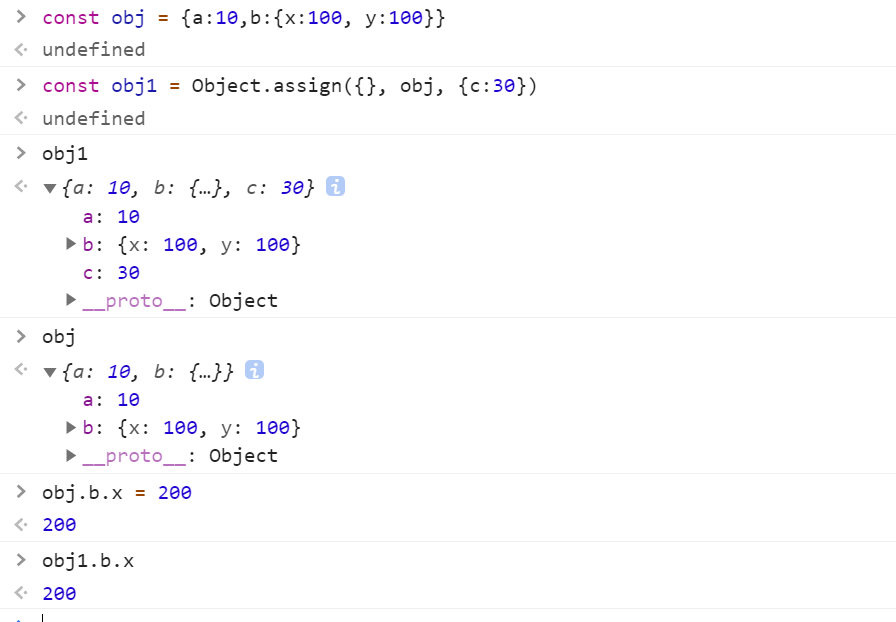 > const obj = {a:10,b:{x:100, y:100}}
undefined
> const obj1 = Object.assign({}, obj, {c:30})
undefined
> obj1
▼{a: 10, b: {…}, c: 30} i
a: 10
▶b: {x: 100, y: 100}
c: 30
▶__proto__: Object
> obj
▼{a: 10, b: {…}} i
a: 10
▶b: {x: 100, y: 100}
▶__proto__: Object
> obj.b.x = 200
200
> obj1.b.x
200